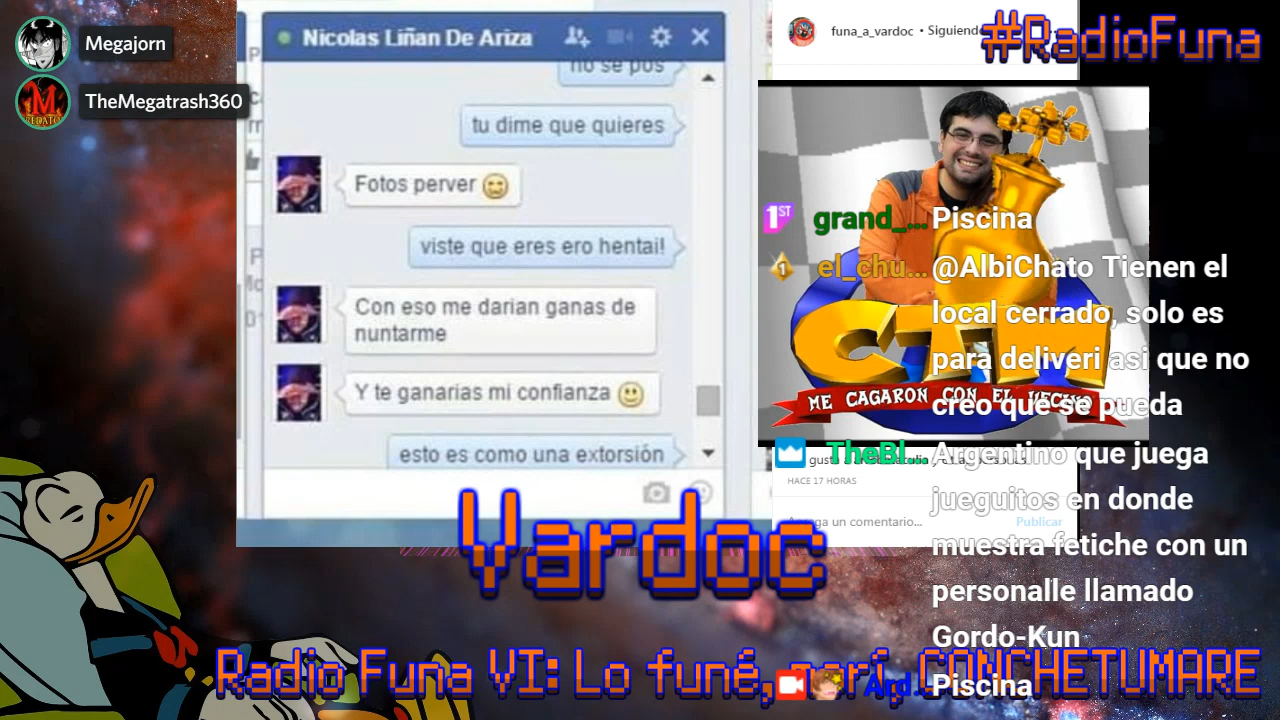 Megajorn
TheMegatrash360
Nicolas Liñan De Ariza
no se pos
tu dime que quieres
Fotos perver
viste que eres ero hentai!
Con eso me darian ganas de
nuntarme
Y te ganarias mi confianza
esto es como una extorsión
funa_a_vardoc • Siguiendo
#RadioFuna
CTM
ME CAGARON CON EL VECINO
HACE 17 HORAS
Publicar
1ST grand_... Piscina
el_chu... @AlbiChato Tienen el
local cerrado, solo es
para deliveri asi que no
creo que se pueda
TheBl... Argentino que juega
jueguitos en donde
muestra fetiche con un
personalle llamado
Gordo-Kun
Piscina
Vardoc
Radio Funa VI: Lo funé, CONCHETUMARE